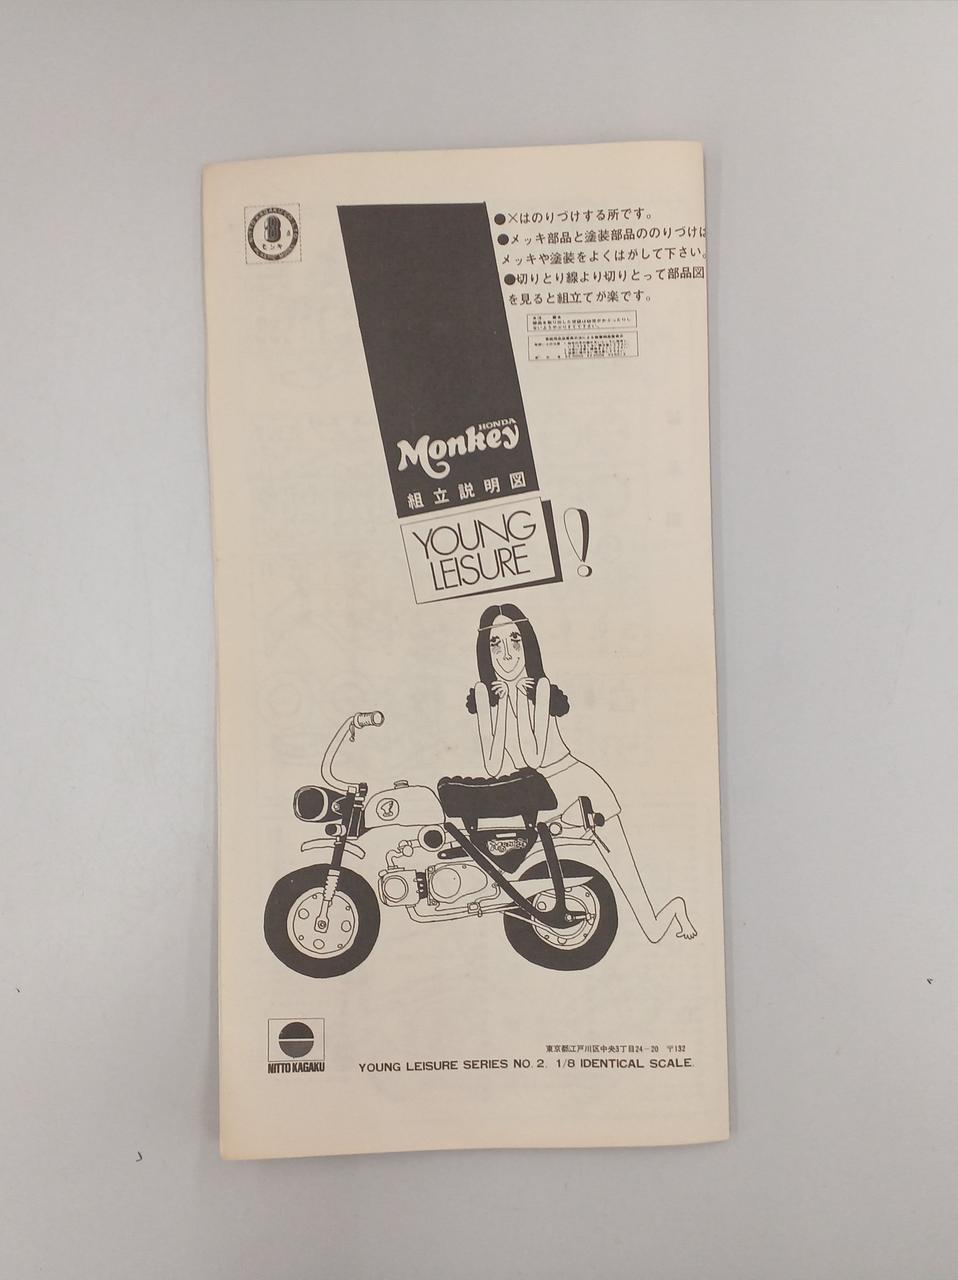 モンキ
●×はのりづけする所です。
●メッキ部品と塗装部品ののりづけは
メッキや塗装をよくはがして下さい。
●切りとり線より切りとって部品図
を見ると組立てが楽です。
HONDA
Monkey
組立説明図
YOUNG
LEISURE
!
Monkey
NITTO KAGAKU
東京都江戸川区中央3丁目24-20 〒132
YOUNG LEISURE SERIES NO. 2. 1/8 IDENTICAL SCALE.